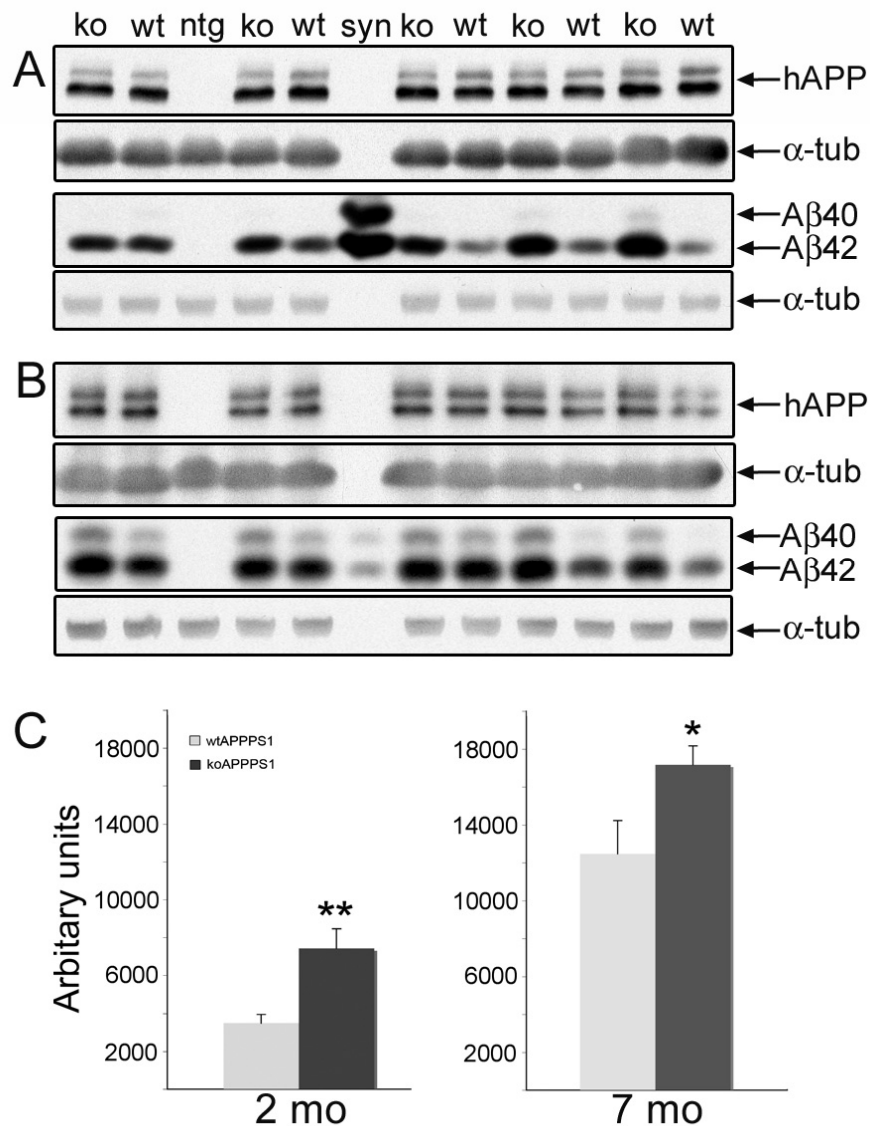 ko wt ntg ko wt syn ko wt ko wt ko wt
A
hAPP
α-tub
Aβ40
Aβ42
α-tub
B
hAPP
α-tub
Aβ40
Aβ42
α-tub
C
Arbitary units
18000
14000
10000
6000
2000
wtAPPPS1
koAPPPS1
**
2 mo
18000
14000
10000
6000
2000
*
7 mo